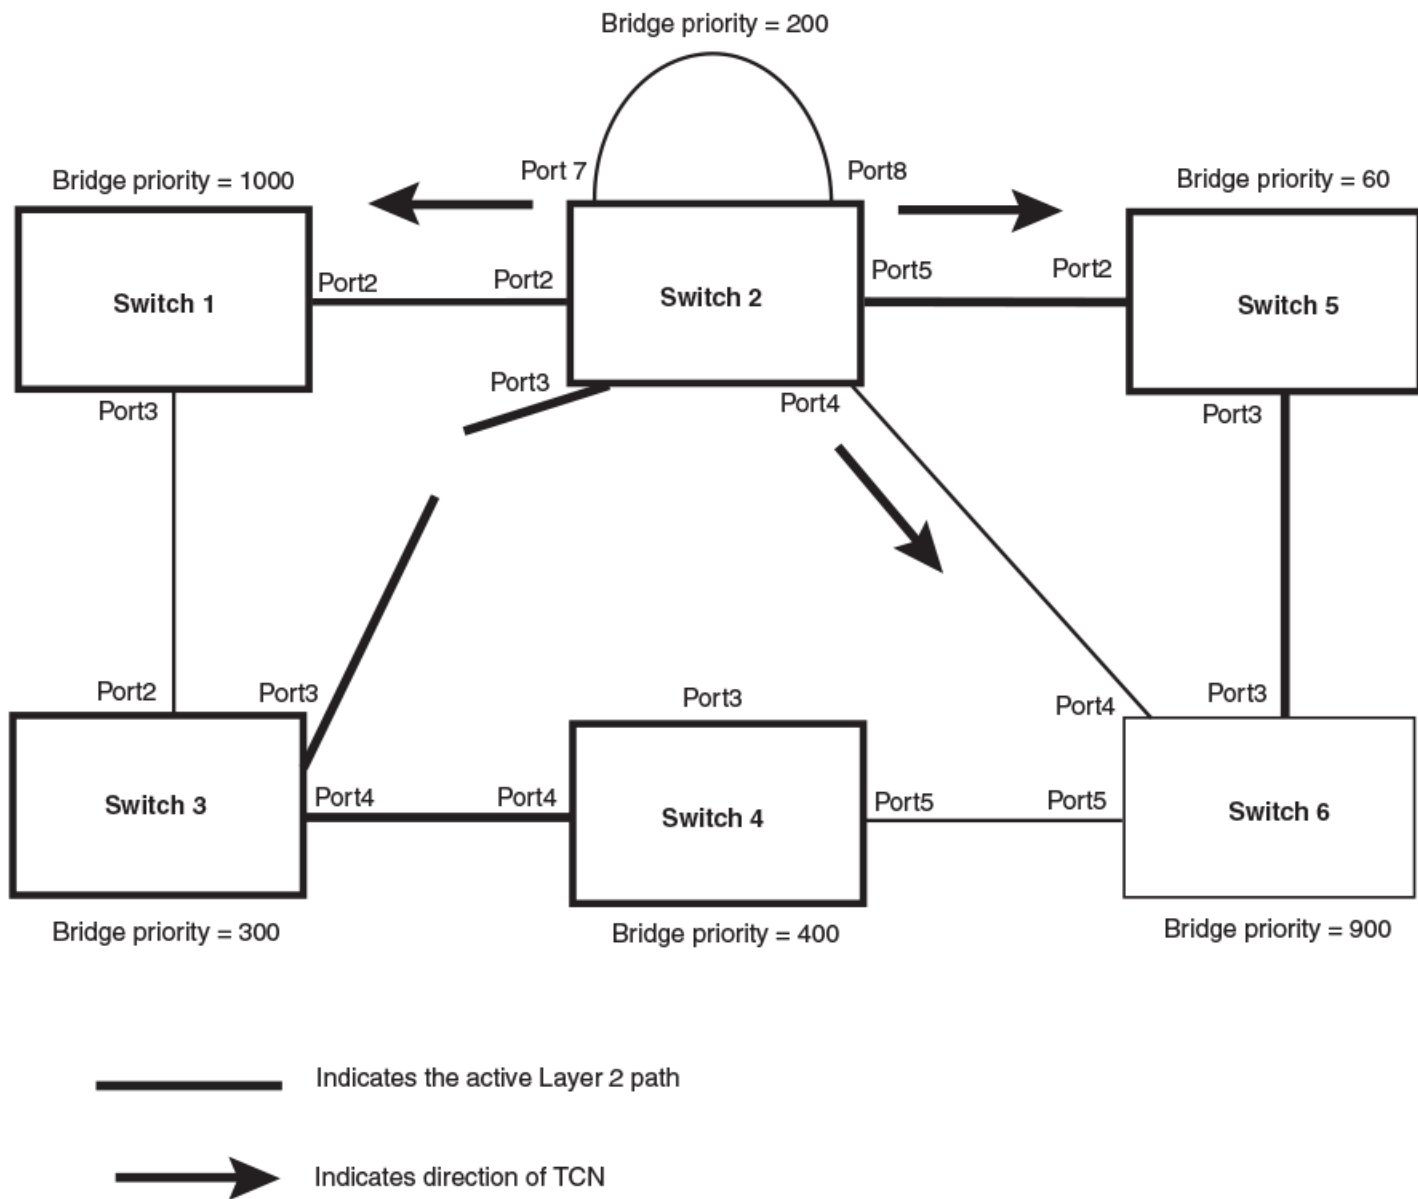 Bridge priority = 200
Port 7
Port8
Bridge priority = 1000
Bridge priority = 60
Port2
Port2
Port5
Port2
Switch 1
Switch 2
Switch 5
Port3
Port3
Port4
Port3
Port2
Port3
Port3
Port4
Port3
Port4
Port4
Port5
Port5
Switch 3
Switch 4
Switch 6
Bridge priority = 300
Bridge priority = 400
Bridge priority = 900
Indicates the active Layer 2 path
Indicates direction of TCN